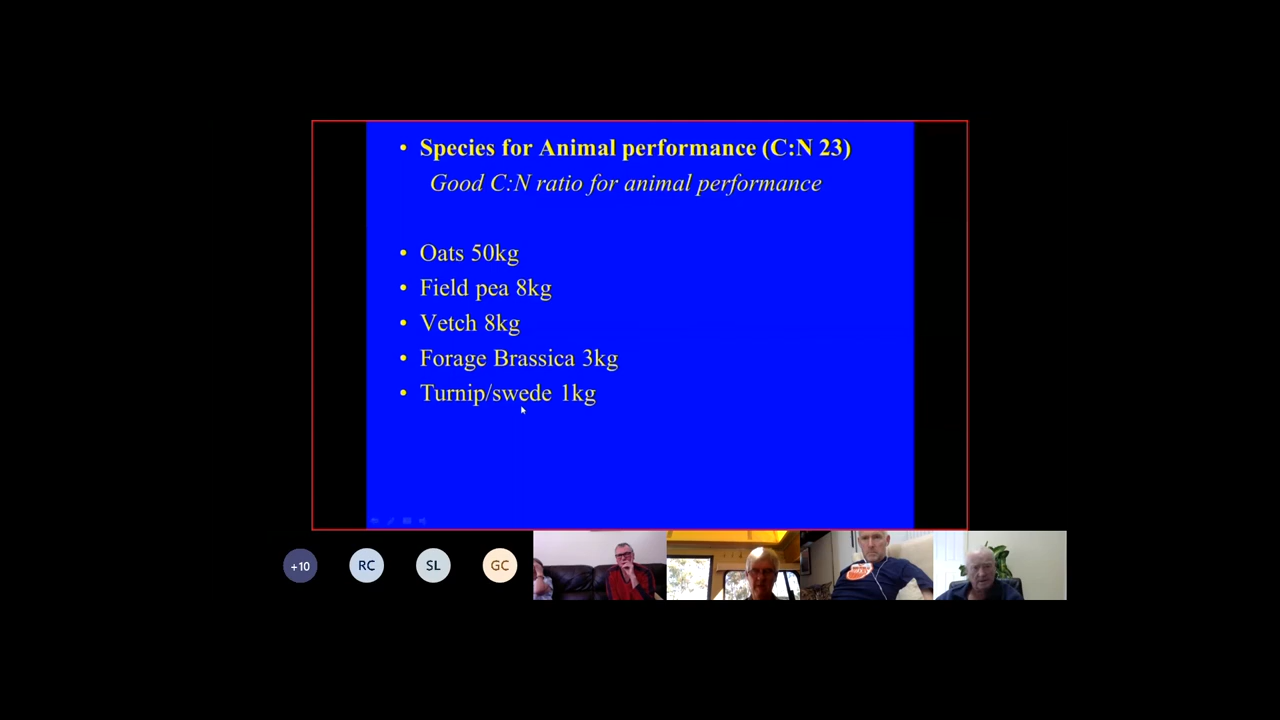 • Species for Animal performance (C:N 23)
Good C:N ratio for animal performance
• Oats 50kg
• Field pea 8kg
• Vetch 8kg
• Forage Brassica 3kg
• Turnip/swede 1kg
+10 RC SL GC